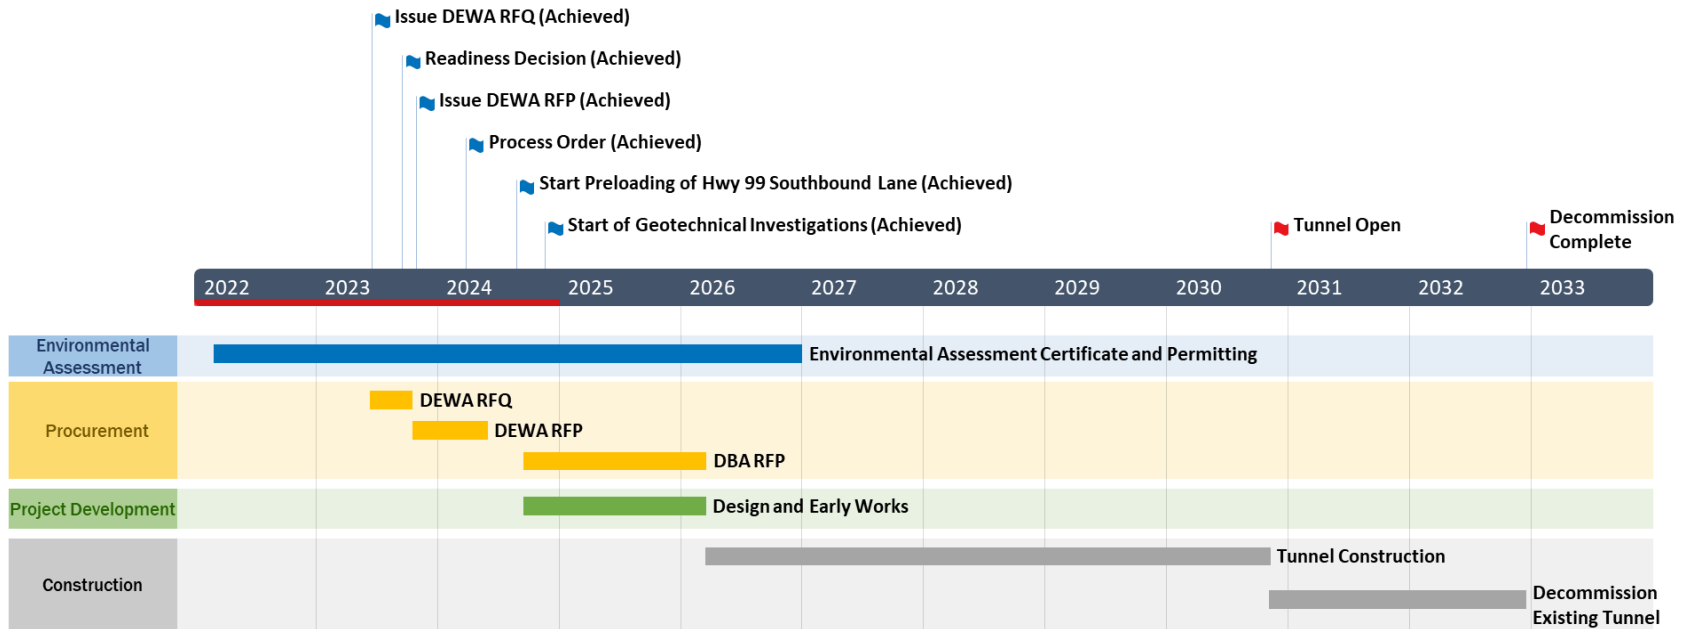 Issue DEWA RFQ (Achieved)
Readiness Decision (Achieved)
Issue DEWA RFP (Achieved)
Process Order (Achieved)
Start Preloading of Hwy 99 Southbound Lane (Achieved)
Start of Geotechnical Investigations (Achieved)
Tunnel Open
Decommission
Complete
2022 2023 2024 2025 2026 2027 2028 2029 2030 2031 2032 2033
Environmental
Assessment
Environmental Assessment Certificate and Permitting
Procurement
DEWA RFQ
DEWA RFP
DBA RFP
Project Development
Design and Early Works
Construction
Tunnel Construction
Decommission
Existing Tunnel